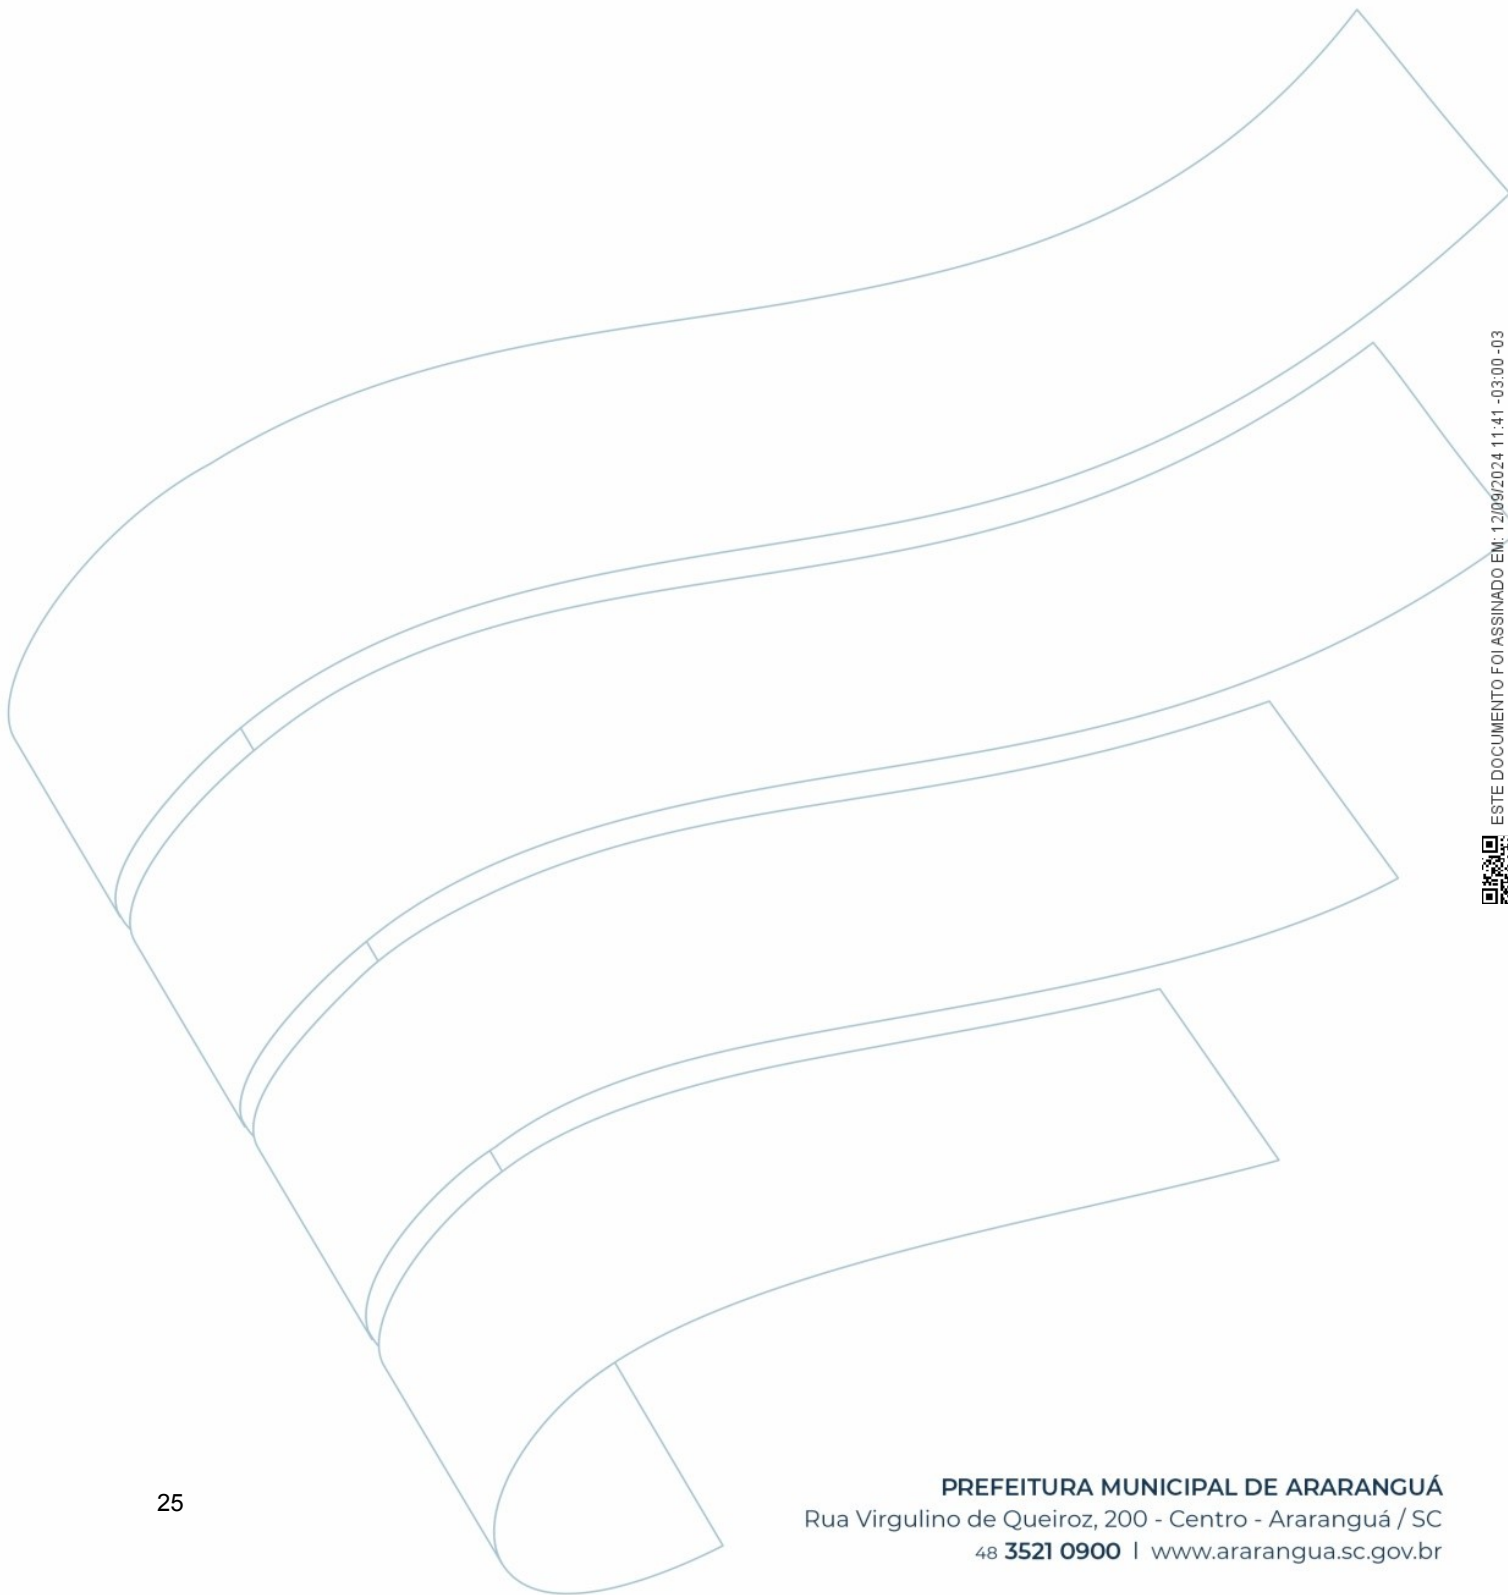 ESTE DOCUMENTO FOI ASSINADO EM: 12/09/2024 11:41 -03:00 -03
25
PREFEITURA MUNICIPAL DE ARARANGUÁ
Rua Virgulino de Queiroz, 200 - Centro - Araranguá / SC
48 3521 0900 | www.ararangua.sc.gov.br